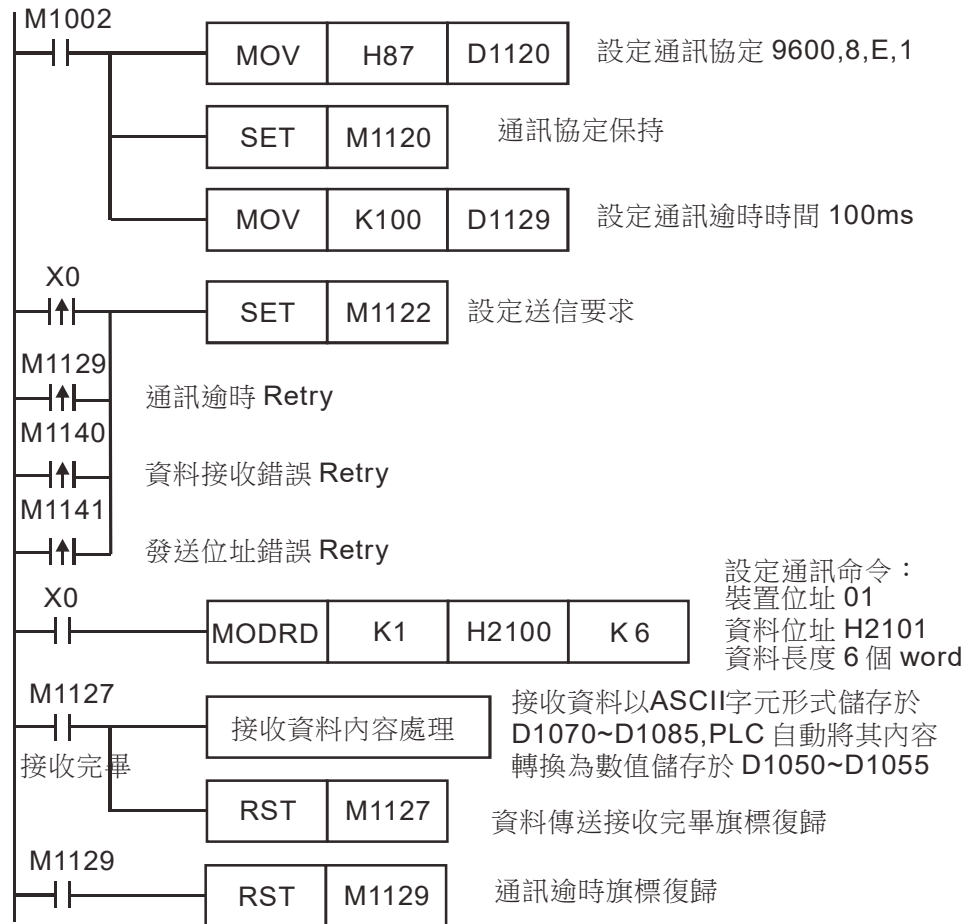 M1002
MOV H87 D1120 設定通訊協定 9600,8,E,1
SET M1120 通訊協定保持
MOV K100 D1129 設定通訊逾時時間 100ms
X0
SET M1122 設定送信要求
M1129
通訊逾時 Retry
M1140
資料接收錯誤 Retry
M1141
發送位址錯誤 Retry
X0
MODRD K1 H2100 K 6
設定通訊命令：
裝置位址 01
資料位址 H2101
資料長度 6 個 word
M1127
接收完畢
接收資料內容處理
接收資料以ASCII字元形式儲存於
D1070~D1085,PLC 自動將其內容
轉換為數值儲存於 D1050~D1055
RST M1127 資料傳送接收完畢旗標復歸
M1129
RST M1129 通訊逾時旗標復歸